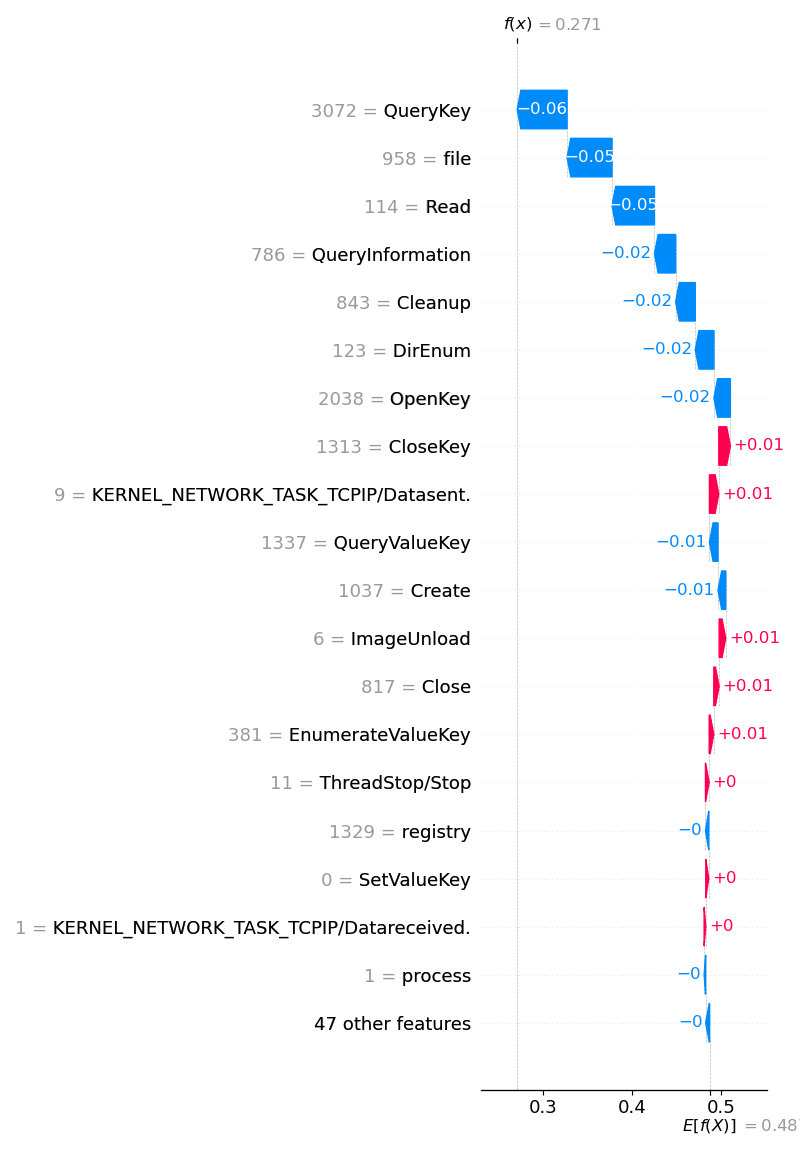 f(x) = 0.271
3072 = QueryKey −0.06
958 = file −0.05
114 = Read −0.05
786 = QueryInformation −0.02
843 = Cleanup −0.02
123 = DirEnum −0.02
2038 = OpenKey −0.02
1313 = CloseKey +0.01
9 = KERNEL_NETWORK_TASK_TCPIP/Datasent. +0.01
1337 = QueryValueKey −0.01
1037 = Create −0.01
6 = ImageUnload +0.01
817 = Close +0.01
381 = EnumerateValueKey +0.01
11 = ThreadStop/Stop +0
1329 = registry −0
0 = SetValueKey +0
1 = KERNEL_NETWORK_TASK_TCPIP/Datareceived. +0
1 = process −0
47 other features −0
0.3 0.4 0.5
E[f(X)] = 0.48